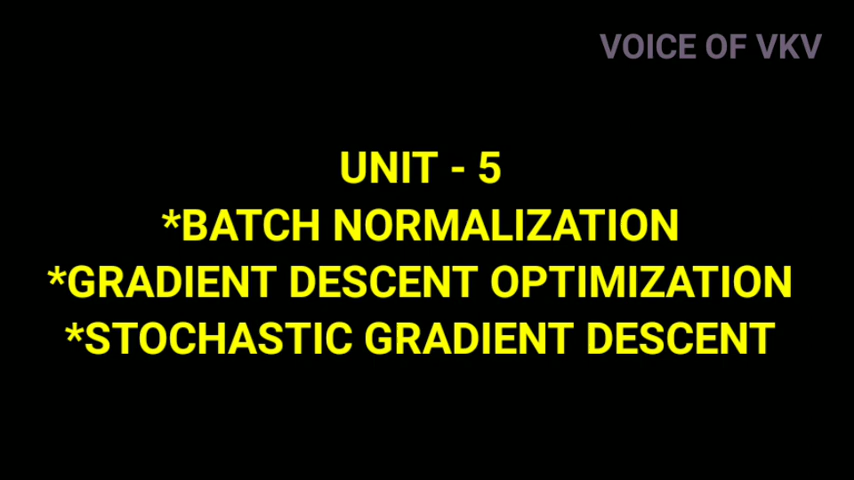 VOICE OF VKV
UNIT - 5
*BATCH NORMALIZATION
*GRADIENT DESCENT OPTIMIZATION
*STOCHASTIC GRADIENT DESCENT